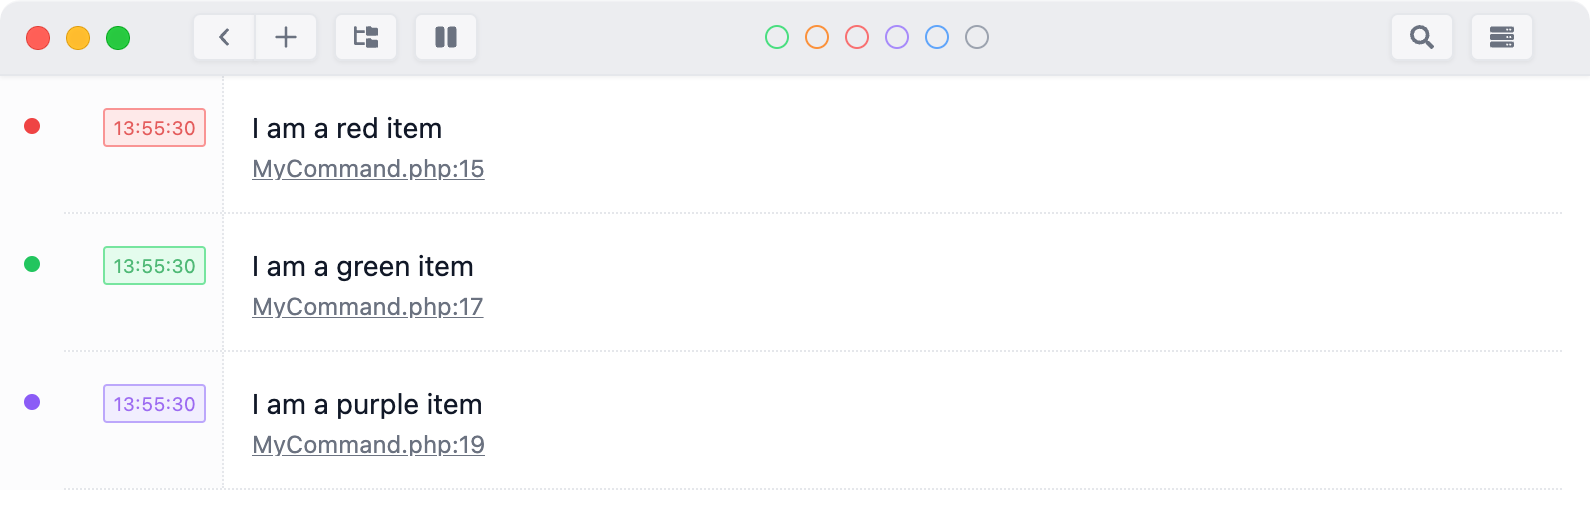 13:55:30 I am a red item
MyCommand.php:15
13:55:30 I am a green item
MyCommand.php:17
13:55:30 I am a purple item
MyCommand.php:19